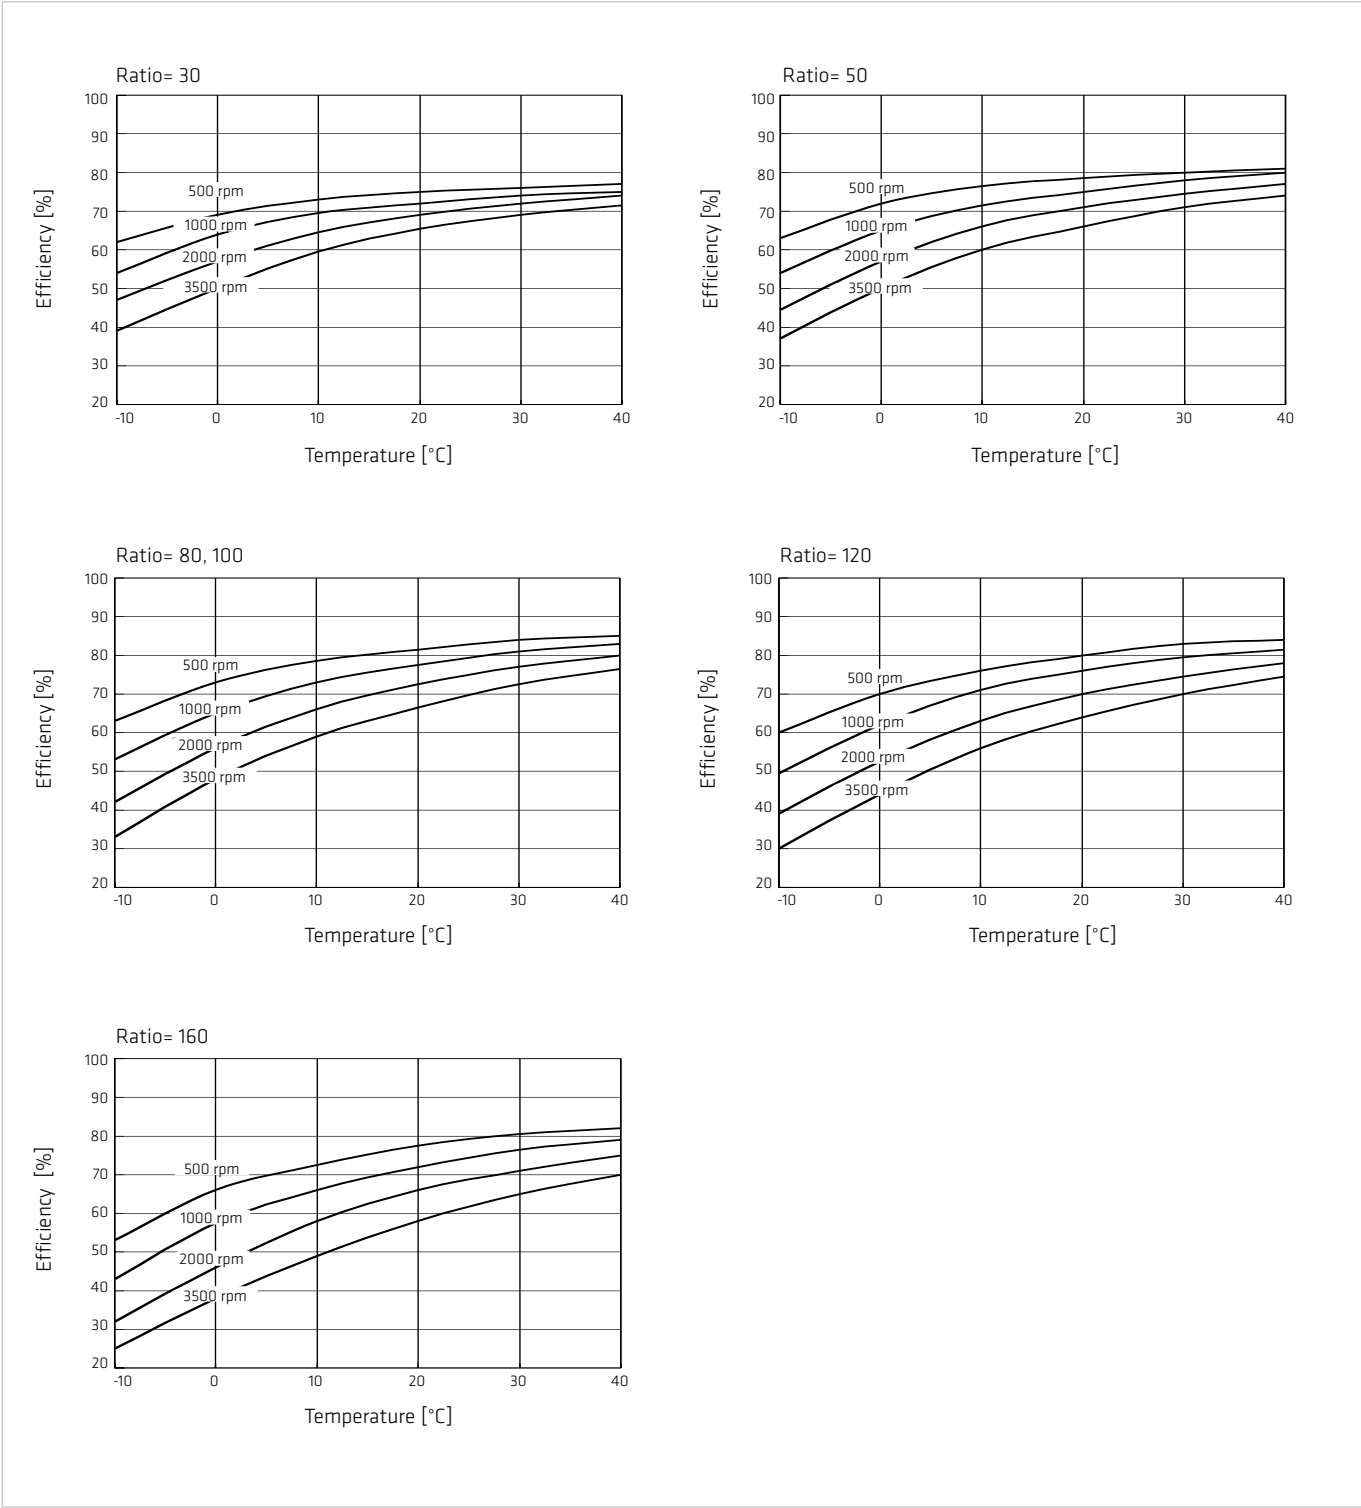 Ratio= 30
100
90
80
70
60
50
40
30
20
Efficiency [%]
500 rpm
1000 rpm
2000 rpm
3500 rpm
-10 0 10 20 30 40
Temperature [°C]
Ratio= 50
100
90
80
70
60
50
40
30
20
Efficiency [%]
500 rpm
1000 rpm
2000 rpm
3500 rpm
-10 0 10 20 30 40
Temperature [°C]
Ratio= 80, 100
100
90
80
70
60
50
40
30
20
Efficiency [%]
500 rpm
1000 rpm
2000 rpm
3500 rpm
-10 0 10 20 30 40
Temperature [°C]
Ratio= 120
100
90
80
70
60
50
40
30
20
Efficiency [%]
500 rpm
1000 rpm
2000 rpm
3500 rpm
-10 0 10 20 30 40
Temperature [°C]
Ratio= 160
100
90
80
70
60
50
40
30
20
Efficiency [%]
500 rpm
1000 rpm
2000 rpm
3500 rpm
-10 0 10 20 30 40
Temperature [°C]